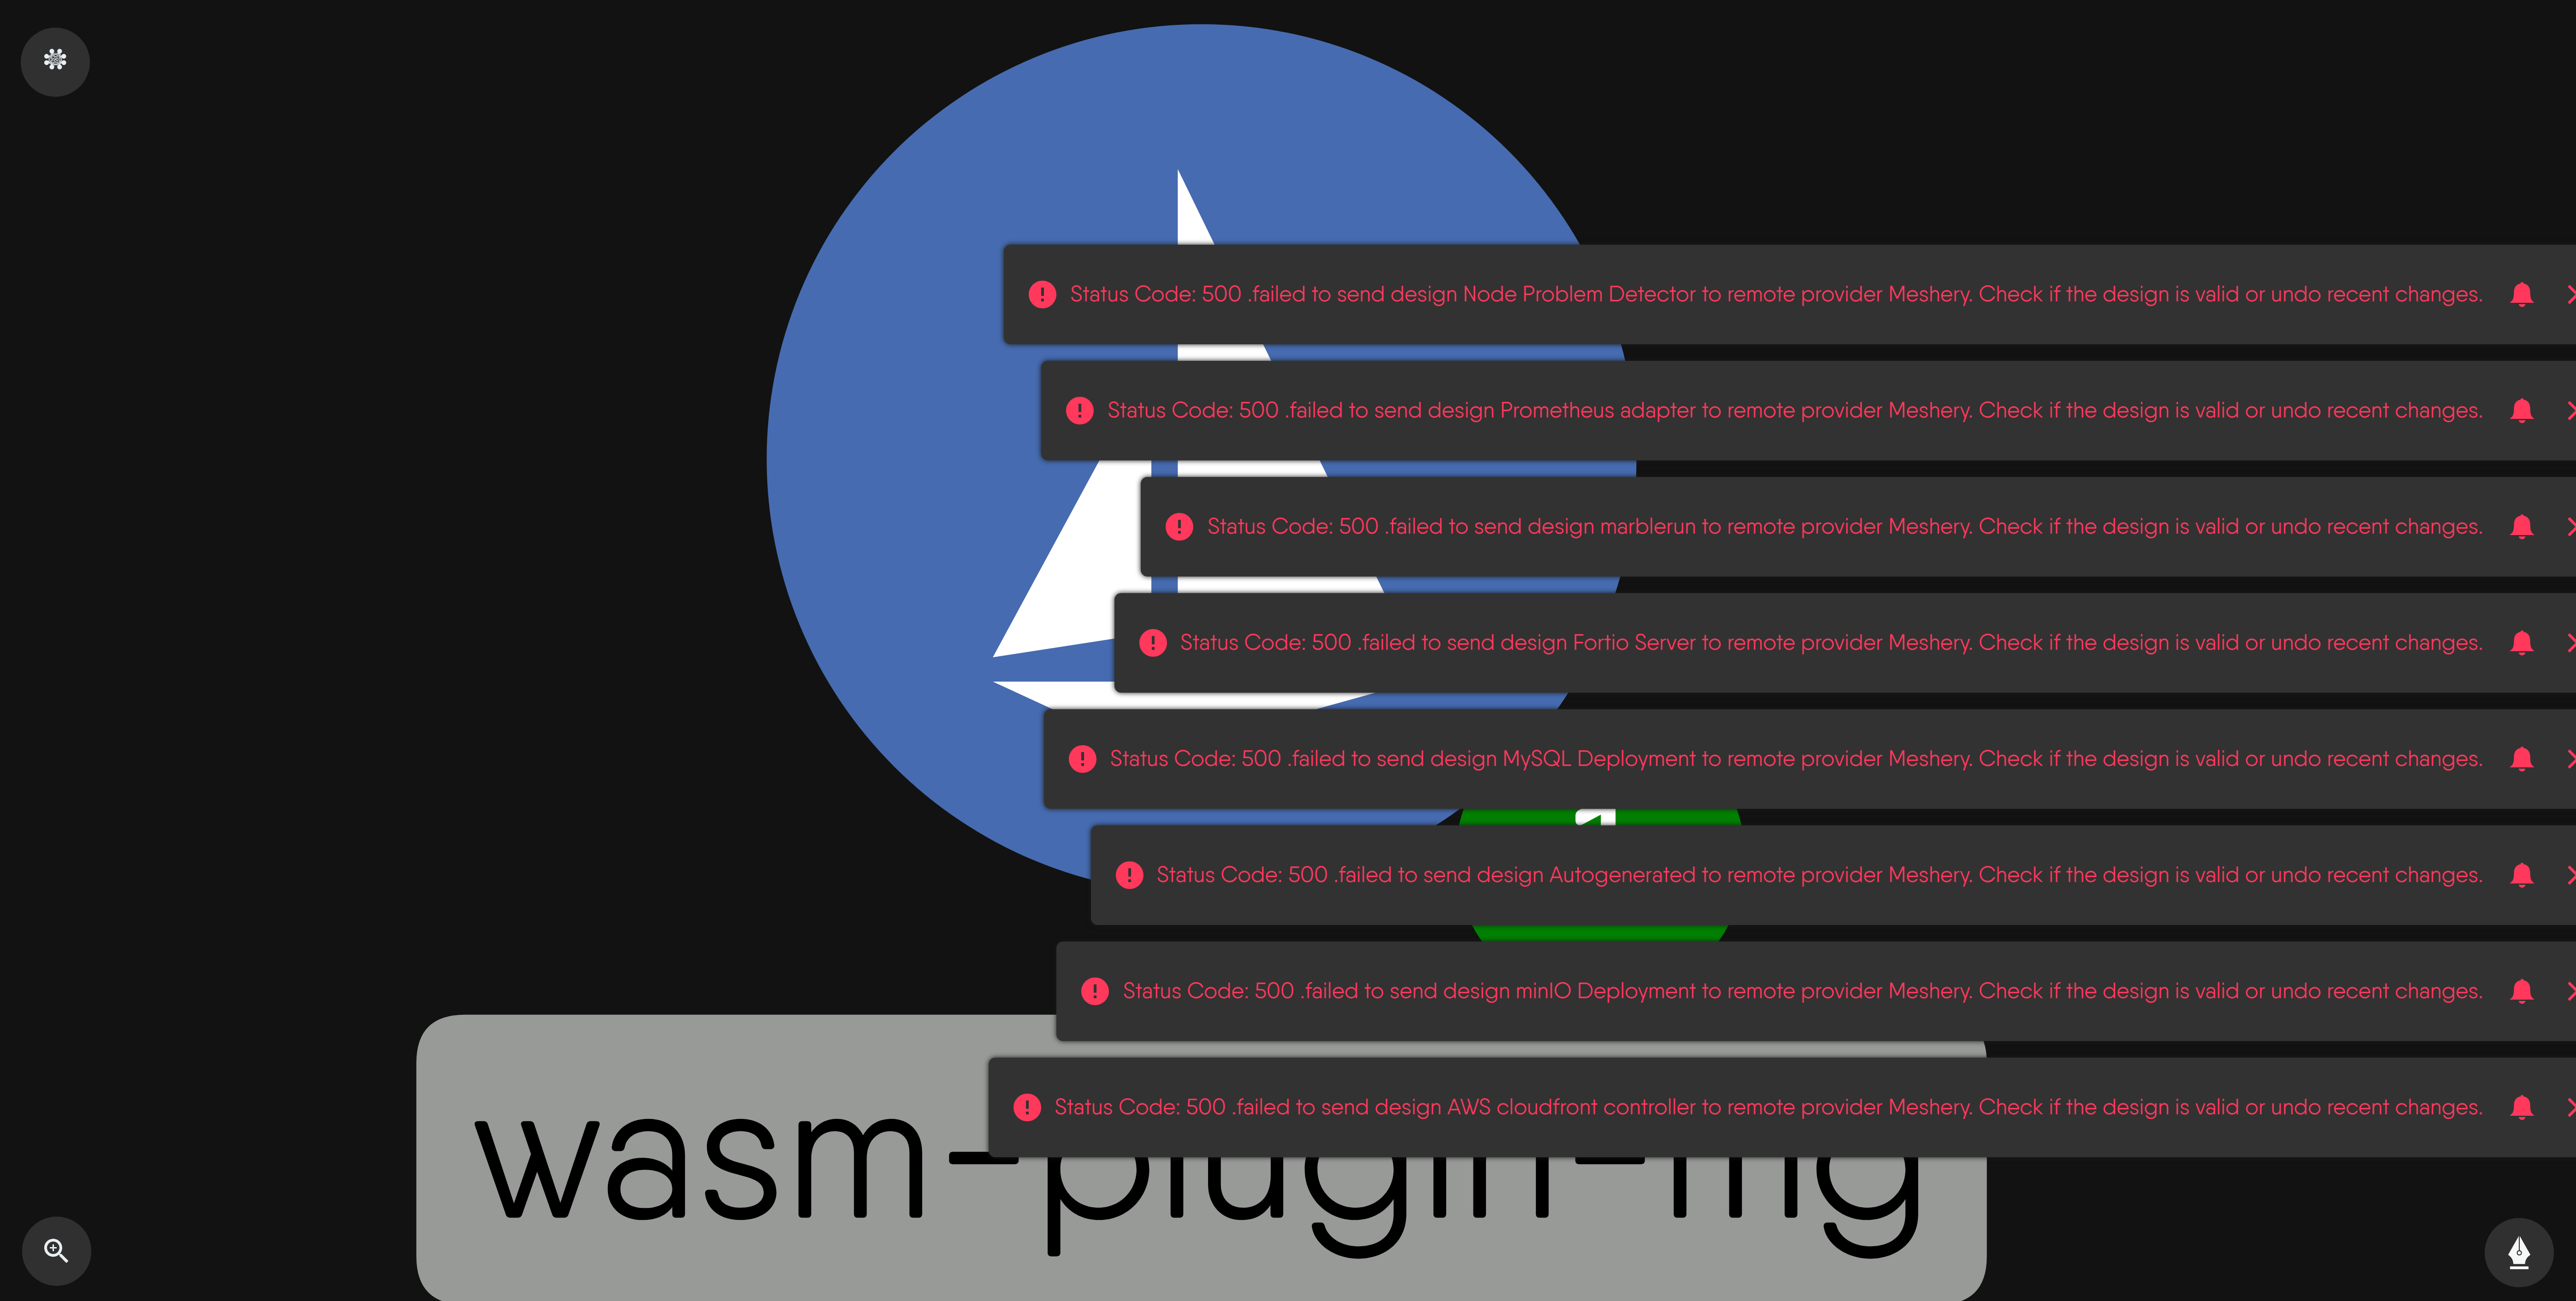 Status Code: 500 .failed to send design Node Problem Detector to remote provider Meshery. Check if the design is valid or undo recent changes.
Status Code: 500 .failed to send design Prometheus adapter to remote provider Meshery. Check if the design is valid or undo recent changes.
Status Code: 500 .failed to send design marblerun to remote provider Meshery. Check if the design is valid or undo recent changes.
Status Code: 500 .failed to send design Fortio Server to remote provider Meshery. Check if the design is valid or undo recent changes.
Status Code: 500 .failed to send design MySQL Deployment to remote provider Meshery. Check if the design is valid or undo recent changes.
Status Code: 500 .failed to send design Autogenerated to remote provider Meshery. Check if the design is valid or undo recent changes.
Status Code: 500 .failed to send design minIO Deployment to remote provider Meshery. Check if the design is valid or undo recent changes.
Status Code: 500 .failed to send design AWS cloudfront controller to remote provider Meshery. Check if the design is valid or undo recent changes.
wasm-plugin-